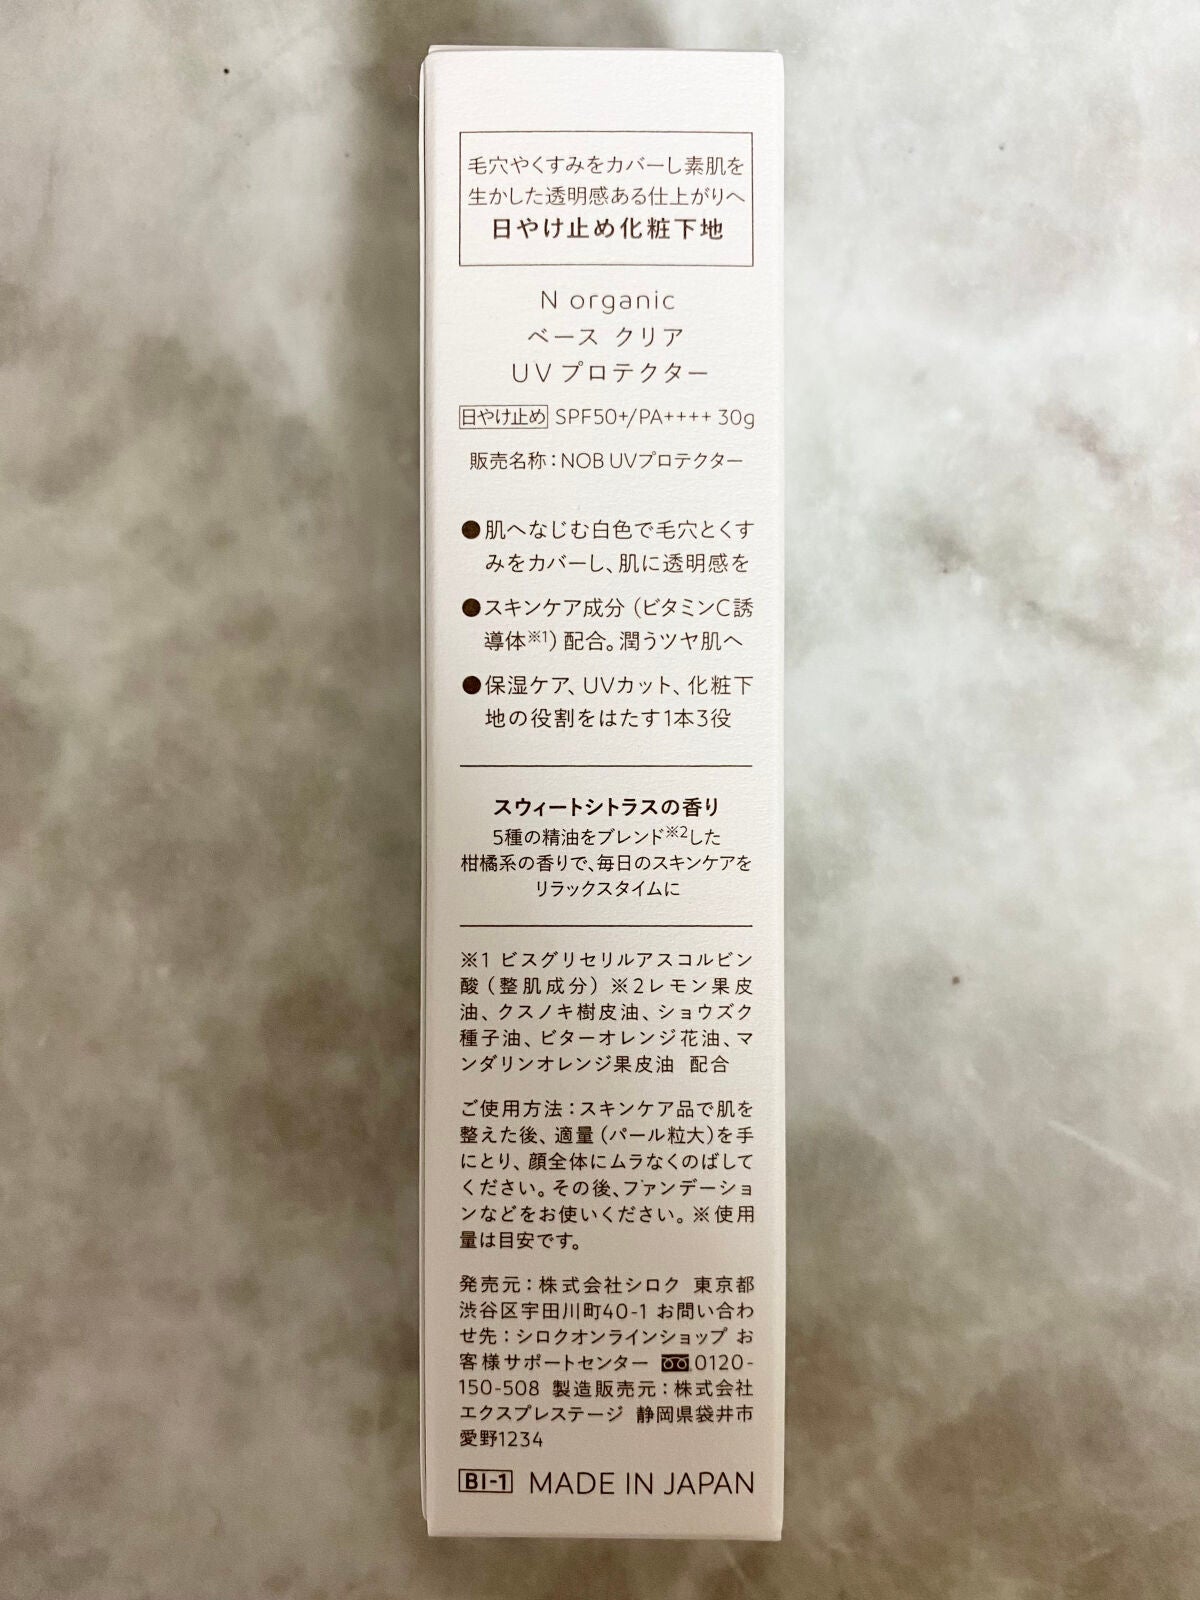 毛穴やくすみをカバーし素肌を
生かした透明感ある仕上がりへ
日やけ止め化粧下地
N organic
ベース クリア
UV プロテクター
日やけ止め SPF50+/PA++++ 30g
販売名称：NOB UVプロテクター
●肌へなじむ白色で毛穴とくす
みをカバーし、肌に透明感を
●スキンケア成分（ビタミンC誘
導体※1）配合。潤うツヤ肌へ
●保湿ケア、UVカット、化粧下
地の役割をはたす1本3役
スウィートシトラスの香り
5種の精油をブレンド※2した
柑橘系の香りで、毎日のスキンケアを
リラックスタイムに
※1 ビスグリセリルアスコルビン
酸（整肌成分）※2レモン果皮
油、クスノキ樹皮油、ショウズク
種子油、ビターオレンジ花油、マ
ンダリンオレンジ果皮油 配合
ご使用方法：スキンケア品で肌を
整えた後、適量（パール粒大）を手
にとり、顔全体にムラなくのばして
ください。その後、ファンデーショ
ンなどをお使いください。※使用
量は目安です。
発売元：株式会社シロク 東京都
渋谷区宇田川町40-1 お問い合わ
せ先：シロクオンラインショップ お
客様サポートセンター 0120-
150-508 製造販売元：株式会社
エクスプレステージ 静岡県袋井市
愛野1234
BI-1 MADE IN JAPAN